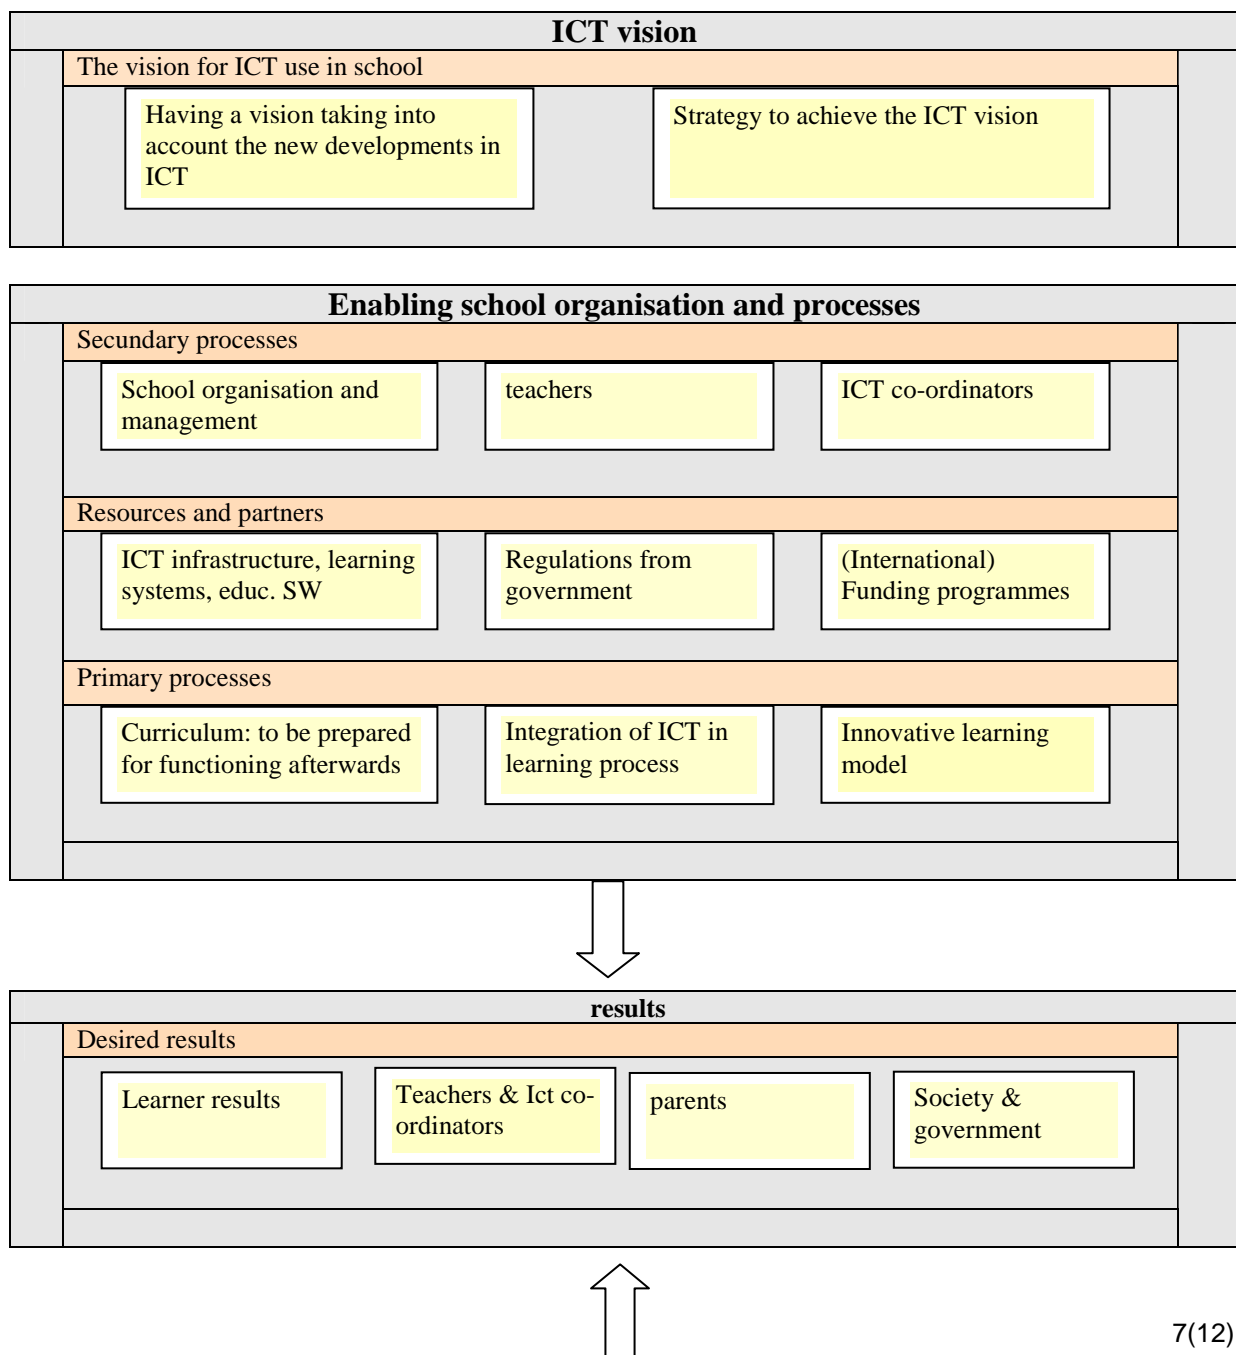 ICT vision
The vision for ICT use in school
Having a vision taking into
account the new developments in
ICT
Strategy to achieve the ICT vision
Enabling school organisation and processes
Secundary processes
School organisation and
management
teachers
ICT co-ordinators
Resources and partners
ICT infrastructure, learning
systems, educ. SW
Regulations from
government
(International)
Funding programmes
Primary processes
Curriculum: to be prepared
for functioning afterwards
Integration of ICT in
learning process
Innovative learning
model
results
Desired results
Learner results
Teachers & Ict co-
ordinators
parents
Society &
government
7(12)